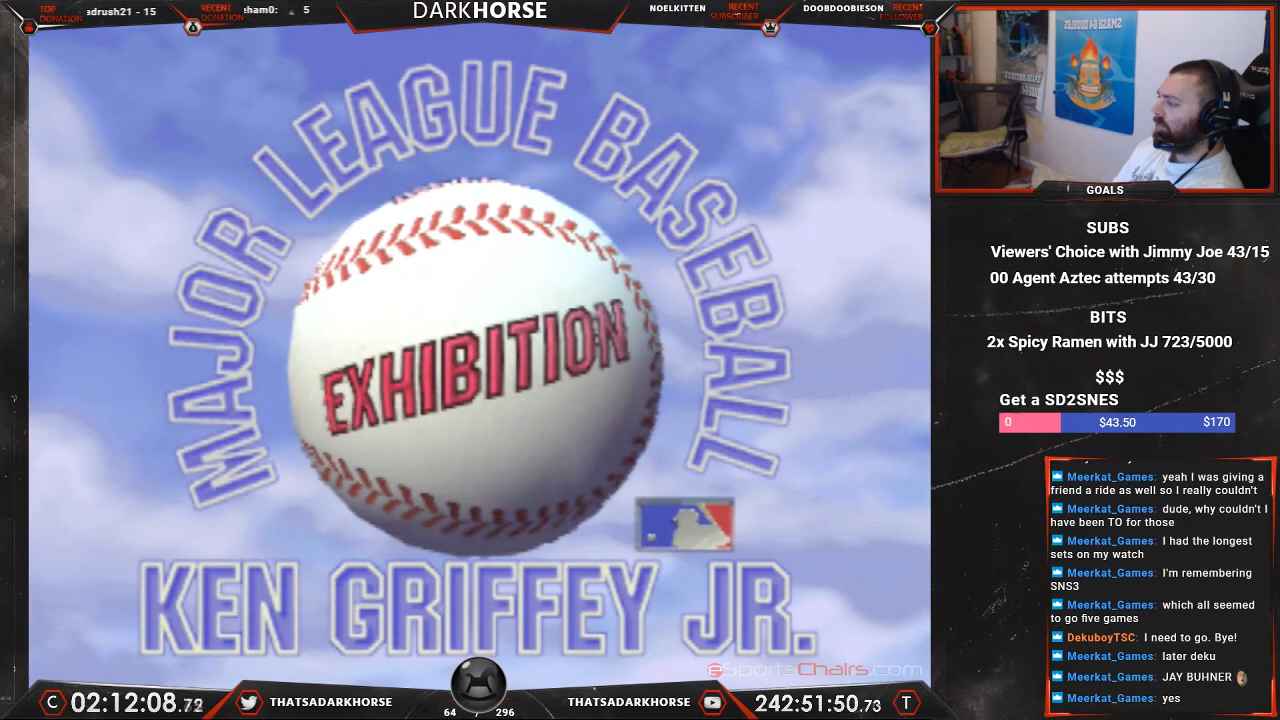 TOP
DONATION
adrush21 - 15
RECENT
DONATION
eham0: 5
DARKHORSE
NOELKITTEN
RECENT
SUBSCRIBER
DOOBDOOBIESON
RECENT
FOLLOWER
MAJOR LEAGUE BASEBALL
EXHIBITION
KEN GRIFFEY JR.
eSportsChairs.com
SMASH 64 DOUBLES
GOALS
SUBS
Viewers' Choice with Jimmy Joe 43/15
00 Agent Aztec attempts 43/30
BITS
2x Spicy Ramen with JJ 723/5000
$$$
Get a SD2SNES
0 $43.50 $170
Meerkat_Games: yeah I was giving a
friend a ride as well so I really couldn't
Meerkat_Games: dude, why couldn't I
have been TO for those
Meerkat_Games: I had the longest
sets on my watch
Meerkat_Games: I'm remembering
SNS3
Meerkat_Games: which all seemed
to go five games
DekuboyTSC: I need to go. Bye!
Meerkat_Games: later deku
Meerkat_Games: JAY BUHNER
Meerkat_Games: yes
C 02:12:08.72
THATSADARKHORSE
64 / 296
THATSADARKHORSE
242:51:50.73 T